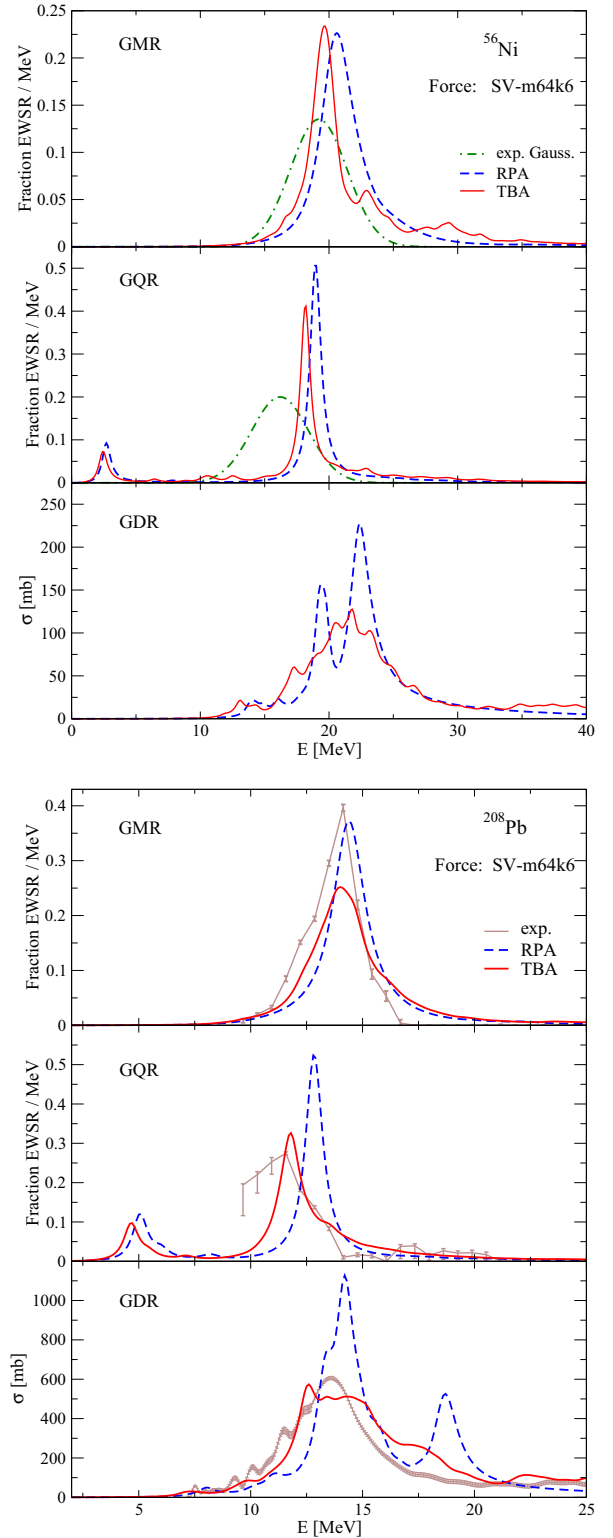 0.25
GMR
56Ni
0.2
Fraction EWSR / MeV
Force: SV-m64k6
0.15
exp. Gauss.
0.1
RPA
0.05
TBA
0
0.5
GQR
0.4
Fraction EWSR / MeV
0.3
0.2
0.1
0
250
GDR
200
σ [mb]
150
100
50
0
0 10 20 30 40
E [MeV]
0.4
GMR
208Pb
Fraction EWSR / MeV
0.3
Force: SV-m64k6
0.2
exp.
RPA
0.1
TBA
0
0.5
GQR
Fraction EWSR / MeV
0.4
0.3
0.2
0.1
0
1000
GDR
800
σ [mb]
600
400
200
0
5 10 15 20 25
E [MeV]